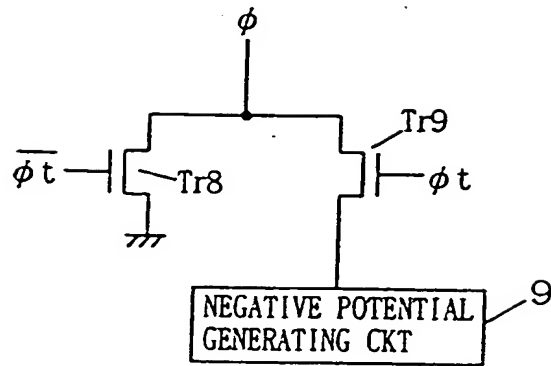 φ
Tr9
φt̅
Tr8
φt
9
NEGATIVE POTENTIAL
GENERATING CKT